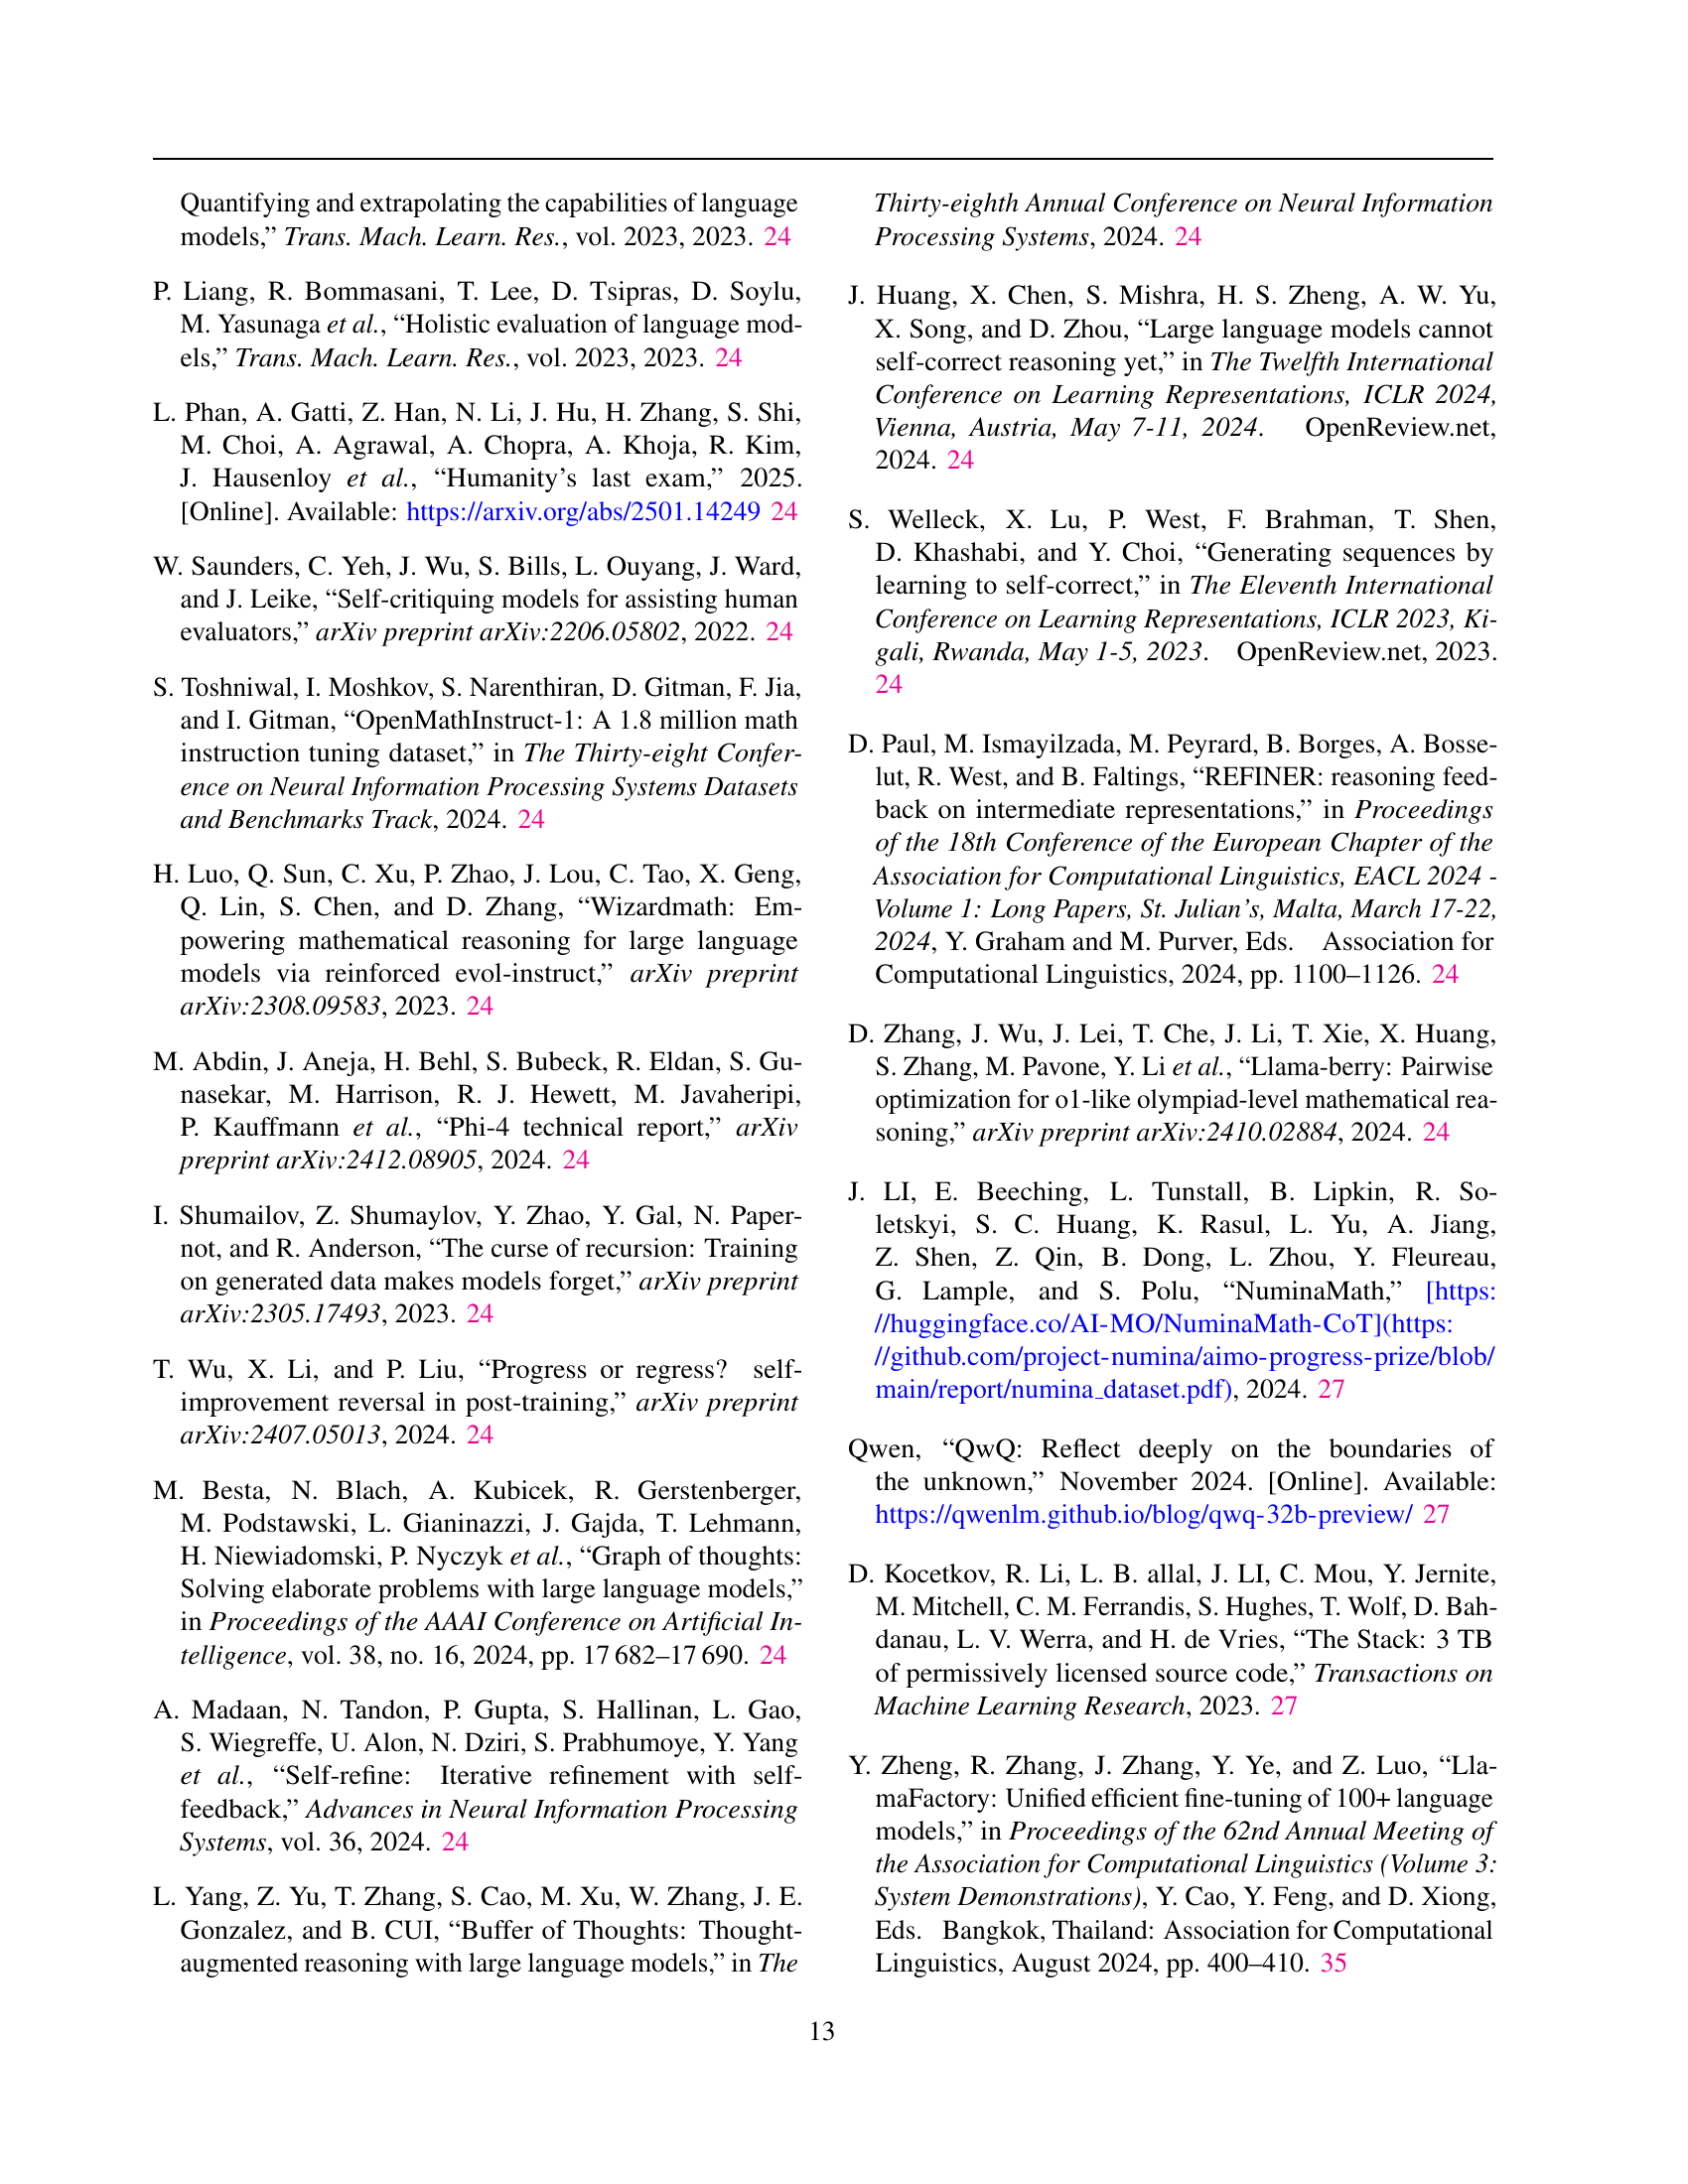 Quantifying and extrapolating the capabilities of language
models,” Trans. Mach. Learn. Res., vol. 2023, 2023. 24
P. Liang, R. Bommasani, T. Lee, D. Tsipras, D. Soylu,
M. Yasunaga et al., “Holistic evaluation of language mod-
els,” Trans. Mach. Learn. Res., vol. 2023, 2023. 24
L. Phan, A. Gatti, Z. Han, N. Li, J. Hu, H. Zhang, S. Shi,
M. Choi, A. Agrawal, A. Chopra, A. Khoja, R. Kim,
J. Hausenloy et al., “Humanity’s last exam,” 2025.
[Online]. Available: https://arxiv.org/abs/2501.14249 24
W. Saunders, C. Yeh, J. Wu, S. Bills, L. Ouyang, J. Ward,
and J. Leike, “Self-critiquing models for assisting human
evaluators,” arXiv preprint arXiv:2206.05802, 2022. 24
S. Toshniwal, I. Moshkov, S. Narenthiran, D. Gitman, F. Jia,
and I. Gitman, “OpenMathInstruct-1: A 1.8 million math
instruction tuning dataset,” in The Thirty-eight Confer-
ence on Neural Information Processing Systems Datasets
and Benchmarks Track, 2024. 24
H. Luo, Q. Sun, C. Xu, P. Zhao, J. Lou, C. Tao, X. Geng,
Q. Lin, S. Chen, and D. Zhang, “Wizardmath: Em-
powering mathematical reasoning for large language
models via reinforced evol-instruct,” arXiv preprint
arXiv:2308.09583, 2023. 24
M. Abdin, J. Aneja, H. Behl, S. Bubeck, R. Eldan, S. Gu-
nasekar, M. Harrison, R. J. Hewett, M. Javaheripi,
P. Kauffmann et al., “Phi-4 technical report,” arXiv
preprint arXiv:2412.08905, 2024. 24
I. Shumailov, Z. Shumaylov, Y. Zhao, Y. Gal, N. Paper-
not, and R. Anderson, “The curse of recursion: Training
on generated data makes models forget,” arXiv preprint
arXiv:2305.17493, 2023. 24
T. Wu, X. Li, and P. Liu, “Progress or regress? self-
improvement reversal in post-training,” arXiv preprint
arXiv:2407.05013, 2024. 24
M. Besta, N. Blach, A. Kubicek, R. Gerstenberger,
M. Podstawski, L. Gianinazzi, J. Gajda, T. Lehmann,
H. Niewiadomski, P. Nyczyk et al., “Graph of thoughts:
Solving elaborate problems with large language models,”
in Proceedings of the AAAI Conference on Artificial In-
telligence, vol. 38, no. 16, 2024, pp. 17 682–17 690. 24
A. Madaan, N. Tandon, P. Gupta, S. Hallinan, L. Gao,
S. Wiegreffe, U. Alon, N. Dziri, S. Prabhumoye, Y. Yang
et al., “Self-refine: Iterative refinement with self-
feedback,” Advances in Neural Information Processing
Systems, vol. 36, 2024. 24
L. Yang, Z. Yu, T. Zhang, S. Cao, M. Xu, W. Zhang, J. E.
Gonzalez, and B. CUI, “Buffer of Thoughts: Thought-
augmented reasoning with large language models,” in The
Thirty-eighth Annual Conference on Neural Information
Processing Systems, 2024. 24
J. Huang, X. Chen, S. Mishra, H. S. Zheng, A. W. Yu,
X. Song, and D. Zhou, “Large language models cannot
self-correct reasoning yet,” in The Twelfth International
Conference on Learning Representations, ICLR 2024,
Vienna, Austria, May 7-11, 2024. OpenReview.net,
2024. 24
S. Welleck, X. Lu, P. West, F. Brahman, T. Shen,
D. Khashabi, and Y. Choi, “Generating sequences by
learning to self-correct,” in The Eleventh International
Conference on Learning Representations, ICLR 2023, Ki-
gali, Rwanda, May 1-5, 2023. OpenReview.net, 2023.
24
D. Paul, M. Ismayilzada, M. Peyrard, B. Borges, A. Bosse-
lut, R. West, and B. Faltings, “REFINER: reasoning feed-
back on intermediate representations,” in Proceedings
of the 18th Conference of the European Chapter of the
Association for Computational Linguistics, EACL 2024 -
Volume 1: Long Papers, St. Julian’s, Malta, March 17-22,
2024, Y. Graham and M. Purver, Eds. Association for
Computational Linguistics, 2024, pp. 1100–1126. 24
D. Zhang, J. Wu, J. Lei, T. Che, J. Li, T. Xie, X. Huang,
S. Zhang, M. Pavone, Y. Li et al., “Llama-berry: Pairwise
optimization for o1-like olympiad-level mathematical rea-
soning,” arXiv preprint arXiv:2410.02884, 2024. 24
J. LI, E. Beeching, L. Tunstall, B. Lipkin, R. So-
letskyi, S. C. Huang, K. Rasul, L. Yu, A. Jiang,
Z. Shen, Z. Qin, B. Dong, L. Zhou, Y. Fleureau,
G. Lample, and S. Polu, “NuminaMath,” [https:
//huggingface.co/AI-MO/NuminaMath-CoT](https:
//github.com/project-numina/aimo-progress-prize/blob/
main/report/numina_dataset.pdf), 2024. 27
Qwen, “QwQ: Reflect deeply on the boundaries of
the unknown,” November 2024. [Online]. Available:
https://qwenlm.github.io/blog/qwq-32b-preview/ 27
D. Kocetkov, R. Li, L. B. allal, J. LI, C. Mou, Y. Jernite,
M. Mitchell, C. M. Ferrandis, S. Hughes, T. Wolf, D. Bah-
danau, L. V. Werra, and H. de Vries, “The Stack: 3 TB
of permissively licensed source code,” Transactions on
Machine Learning Research, 2023. 27
Y. Zheng, R. Zhang, J. Zhang, Y. Ye, and Z. Luo, “Lla-
maFactory: Unified efficient fine-tuning of 100+ language
models,” in Proceedings of the 62nd Annual Meeting of
the Association for Computational Linguistics (Volume 3:
System Demonstrations), Y. Cao, Y. Feng, and D. Xiong,
Eds. Bangkok, Thailand: Association for Computational
Linguistics, August 2024, pp. 400–410. 35
13